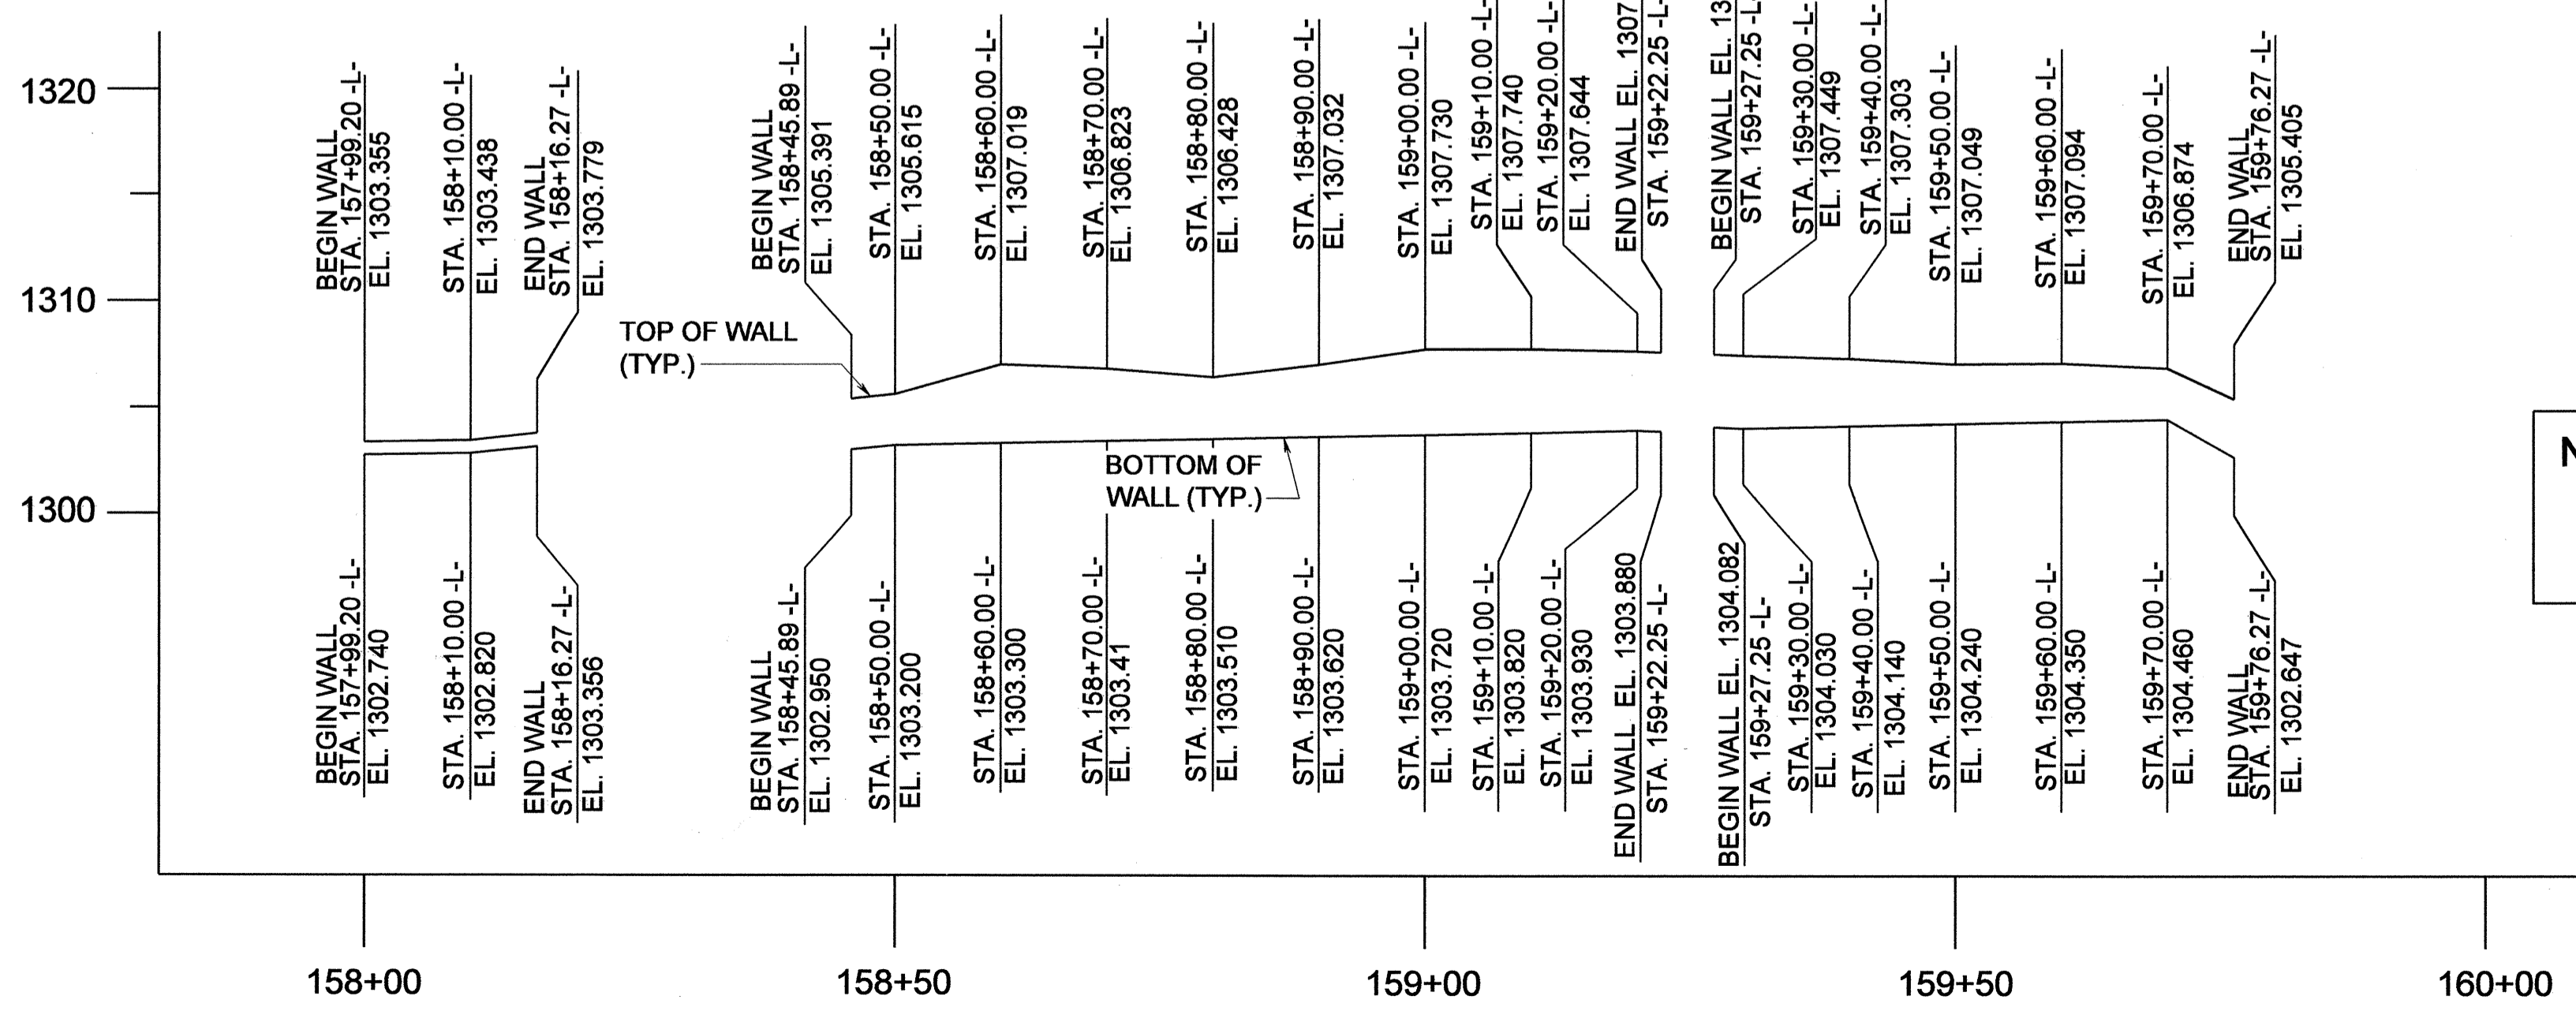 1320
1310
1300
BEGIN WALL
STA. 157+99.20 -L-
EL. 1303.355
STA. 158+10.00 -L-
EL. 1303.438
END WALL
STA. 158+16.27 -L-
EL. 1303.779
BEGIN WALL
STA. 158+45.89 -L-
EL. 1305.391
STA. 158+50.00 -L-
EL. 1305.615
STA. 158+60.00 -L-
EL. 1307.019
STA. 158+70.00 -L-
EL. 1306.823
STA. 158+80.00 -L-
EL. 1306.428
STA. 158+90.00 -L-
EL. 1307.032
STA. 159+00.00 -L-
EL. 1307.730
STA. 159+10.00 -L-
EL. 1307.740
STA. 159+20.00 -L-
EL. 1307.644
END WALL EL. 1307
STA. 159+22.25 -L-
BEGIN WALL EL. 13
STA. 159+27.25 -L
STA. 159+30.00 -L-
EL. 1307.449
STA. 159+40.00 -L-
EL. 1307.303
STA. 159+50.00 -L-
EL. 1307.049
STA. 159+60.00 -L-
EL. 1307.094
STA. 159+70.00 -L-
EL. 1306.874
END WALL
STA. 159+76.27 -L-
EL. 1305.405
TOP OF WALL
(TYP.)
BOTTOM OF
WALL (TYP.)
BEGIN WALL
STA. 157+99.20 -L-
EL. 1302.740
STA. 158+10.00 -L-
EL. 1302.820
END WALL
STA. 158+16.27 -L-
EL. 1303.356
BEGIN WALL
STA. 158+45.89 -L-
EL. 1302.950
STA. 158+50.00 -L-
EL. 1303.200
STA. 158+60.00 -L-
EL. 1303.300
STA. 158+70.00 -L-
EL. 1303.41
STA. 158+80.00 -L-
EL. 1303.510
STA. 158+90.00 -L-
EL. 1303.620
STA. 159+00.00 -L-
EL. 1303.720
STA. 159+10.00 -L-
EL. 1303.820
STA. 159+20.00 -L-
EL. 1303.930
END WALL EL. 1303.880
STA. 159+22.25 -L-
BEGIN WALL EL. 1304.082
STA. 159+27.25 -L-
STA. 159+30.00 -L-
EL. 1304.030
STA. 159+40.00 -L-
EL. 1304.140
STA. 159+50.00 -L-
EL. 1304.240
STA. 159+60.00 -L-
EL. 1304.350
STA. 159+70.00 -L-
EL. 1304.460
END WALL
STA. 159+76.27 -L-
EL. 1302.647
158+00
158+50
159+00
159+50
160+00